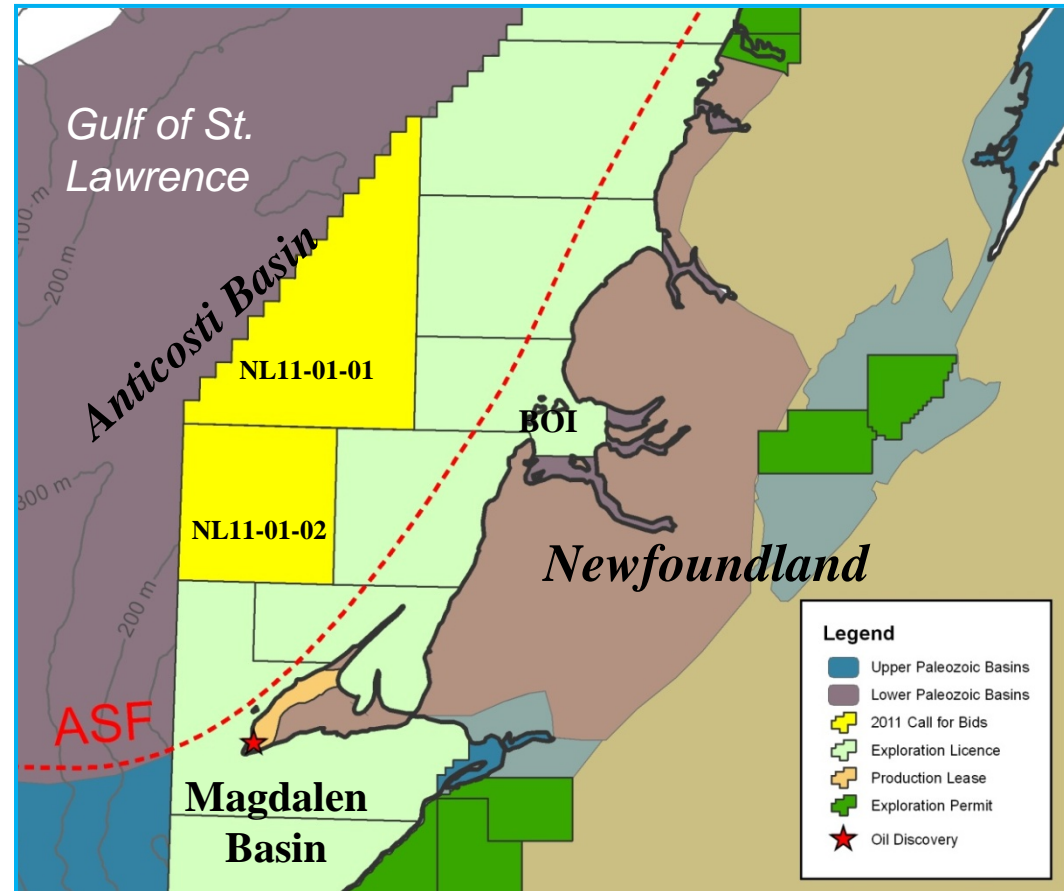 Gulf of St.
Lawrence
200 m
Anticosti Basin
NL11-01-01
BOI
300 m
NL11-01-02
Newfoundland
200 m
ASF
Magdalen
Basin
Legend
Upper Paleozoic Basins
Lower Paleozoic Basins
2011 Call for Bids
Exploration Licence
Production Lease
Exploration Permit
Oil Discovery